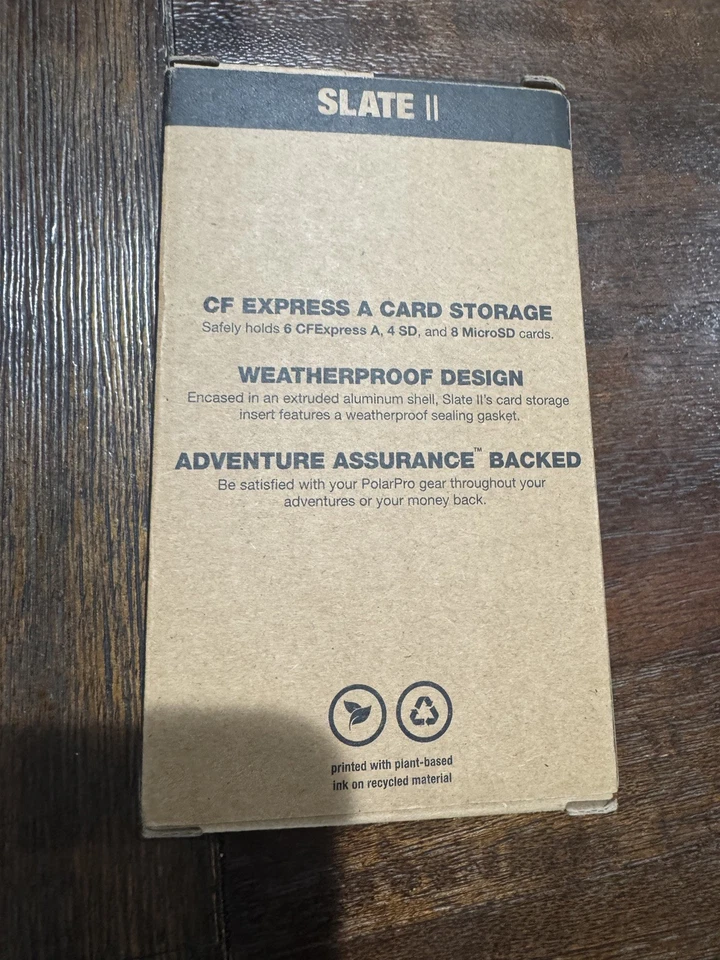 SLATE II
CF EXPRESS A CARD STORAGE
Safely holds 6 CFExpress A, 4 SD, and 8 MicroSD cards.
WEATHERPROOF DESIGN
Encased in an extruded aluminum shell, Slate II's card storage
insert features a weatherproof sealing gasket.
ADVENTURE ASSURANCE™ BACKED
Be satisfied with your PolarPro gear throughout your
adventures or your money back.
printed with plant-based
ink on recycled material